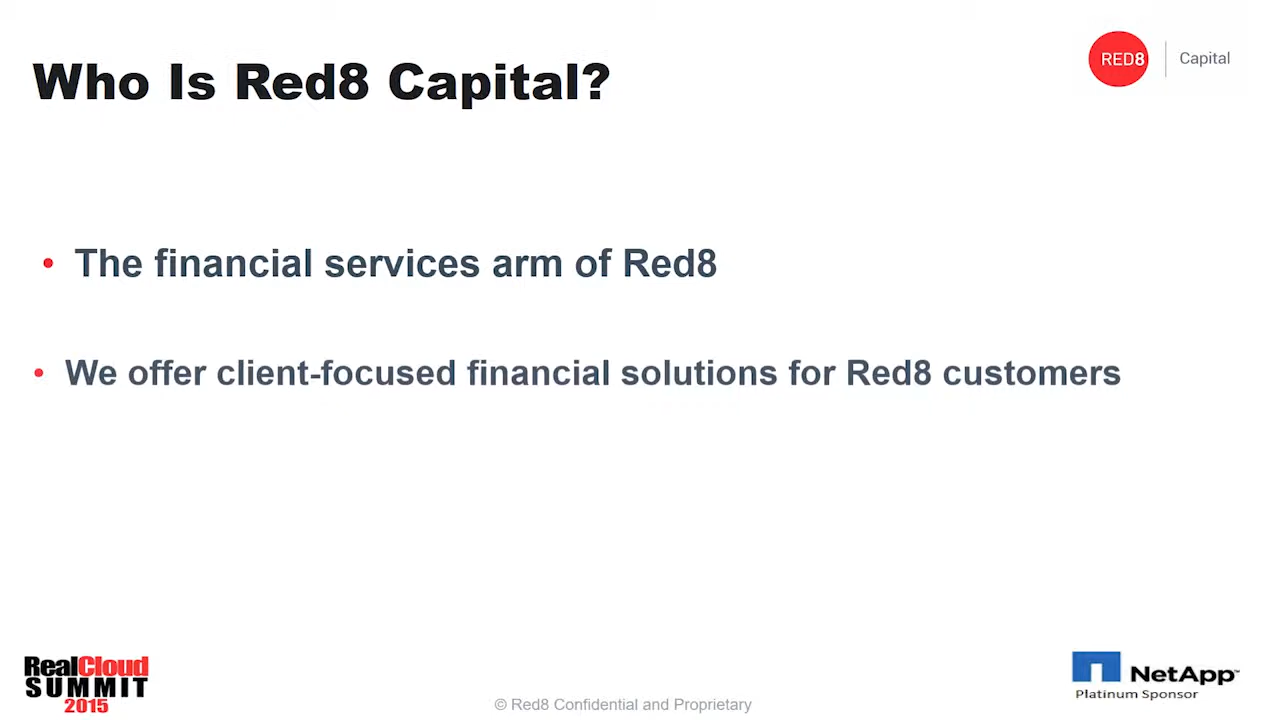 Who Is Red8 Capital?
RED8 Capital
• The financial services arm of Red8
• We offer client-focused financial solutions for Red8 customers
RealCloud
SUMMIT
2015
© Red8 Confidential and Proprietary
NetApp™
Platinum Sponsor